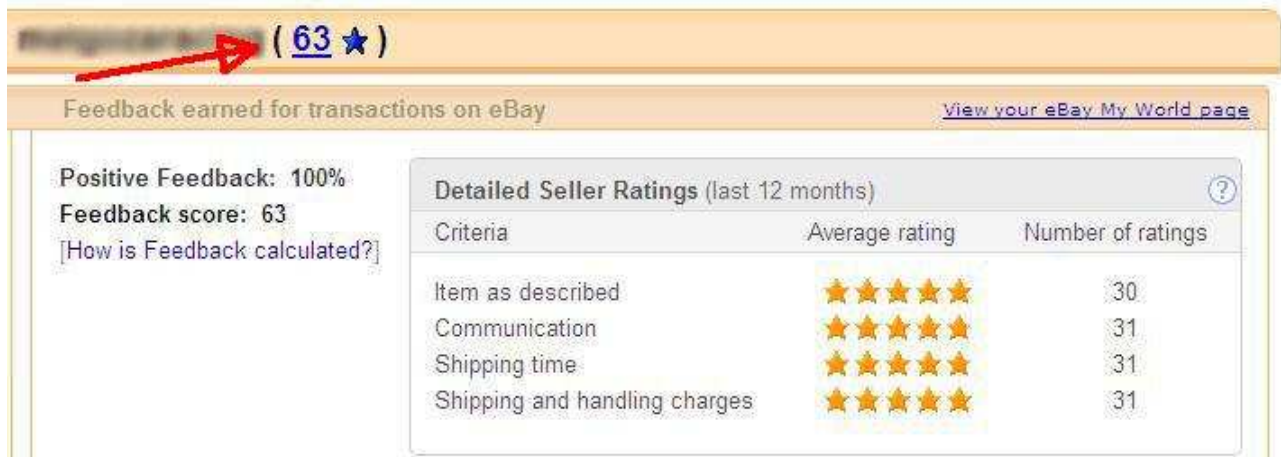 ( 63 )
Feedback earned for transactions on eBay
View your eBay My World page
Positive Feedback: 100%
Feedback score: 63
[How is Feedback calculated?]
Detailed Seller Ratings (last 12 months) ?
Criteria Average rating Number of ratings
Item as described 30
Communication 31
Shipping time 31
Shipping and handling charges 31